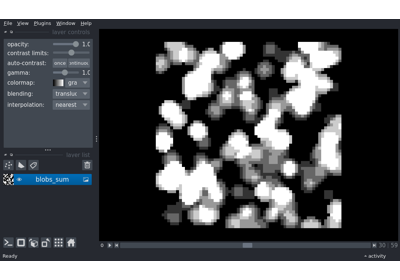 File View Plugins Window Help
layer controls
opacity: 1.0
contrast limits:
auto-contrast: once continuous
gamma: 1.0
colormap: gra
blending: translu
interpolation: nearest
layer list
blobs_sum
30 59
Ready
activity